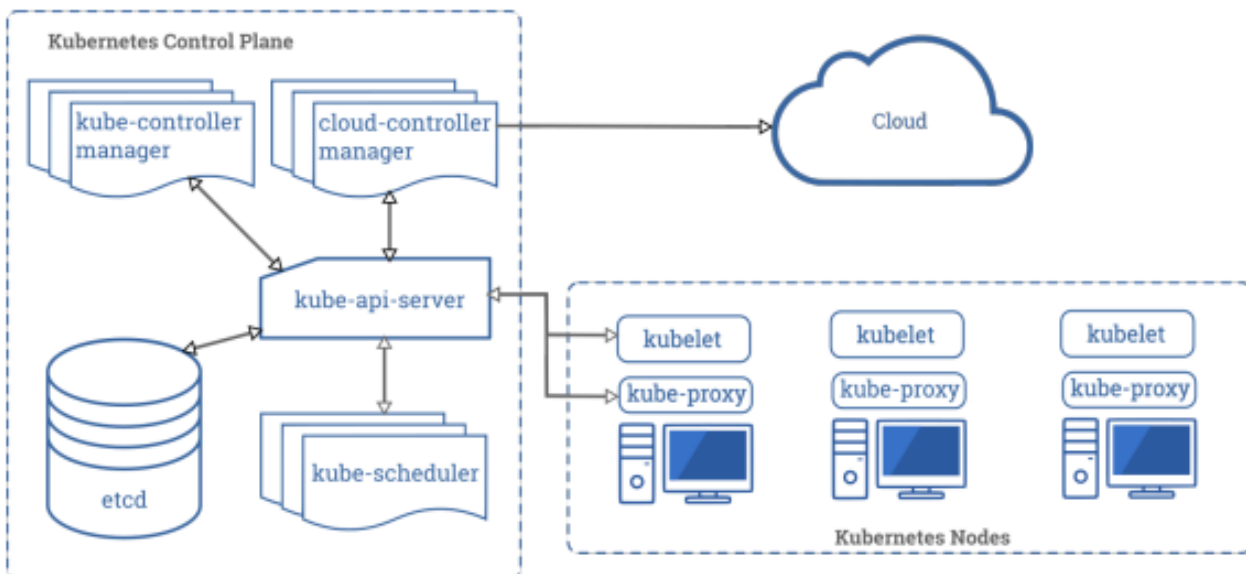 Kubernetes Control Plane
kube-controller
manager
cloud-controller
manager
Cloud
kube-api-server
etcd
kube-scheduler
kubelet
kube-proxy
kubelet
kube-proxy
kubelet
kube-proxy
Kubernetes Nodes